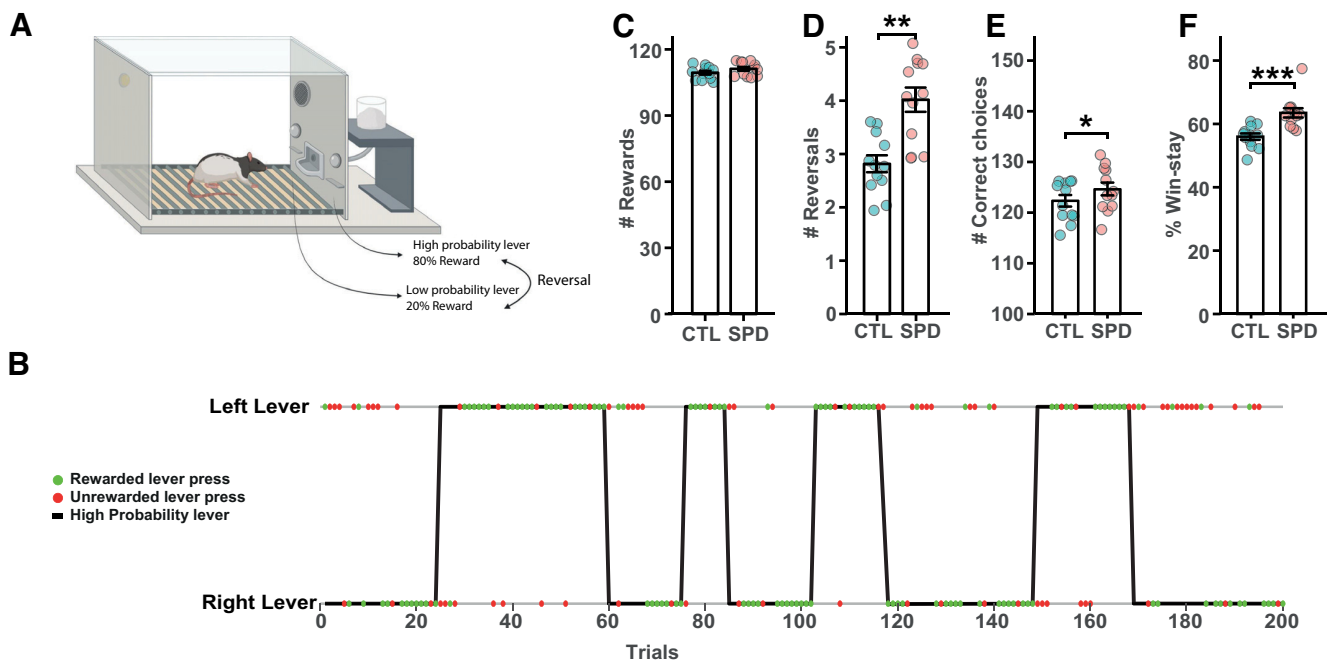 A
High probability lever
80% Reward
Low probability lever
20% Reward
Reversal
C
# Rewards
120
90
60
30
0
CTL SPD
D
**
# Reversals
5
4
3
2
1
0
CTL SPD
E
*
# Correct choices
150
140
130
120
110
100
CTL SPD
F
***
% Win-stay
80
60
40
20
0
CTL SPD
B
Left Lever
Rewarded lever press
Unrewarded lever press
High Probability lever
Right Lever
0 20 40 60 80 100 120 140 160 180 200
Trials